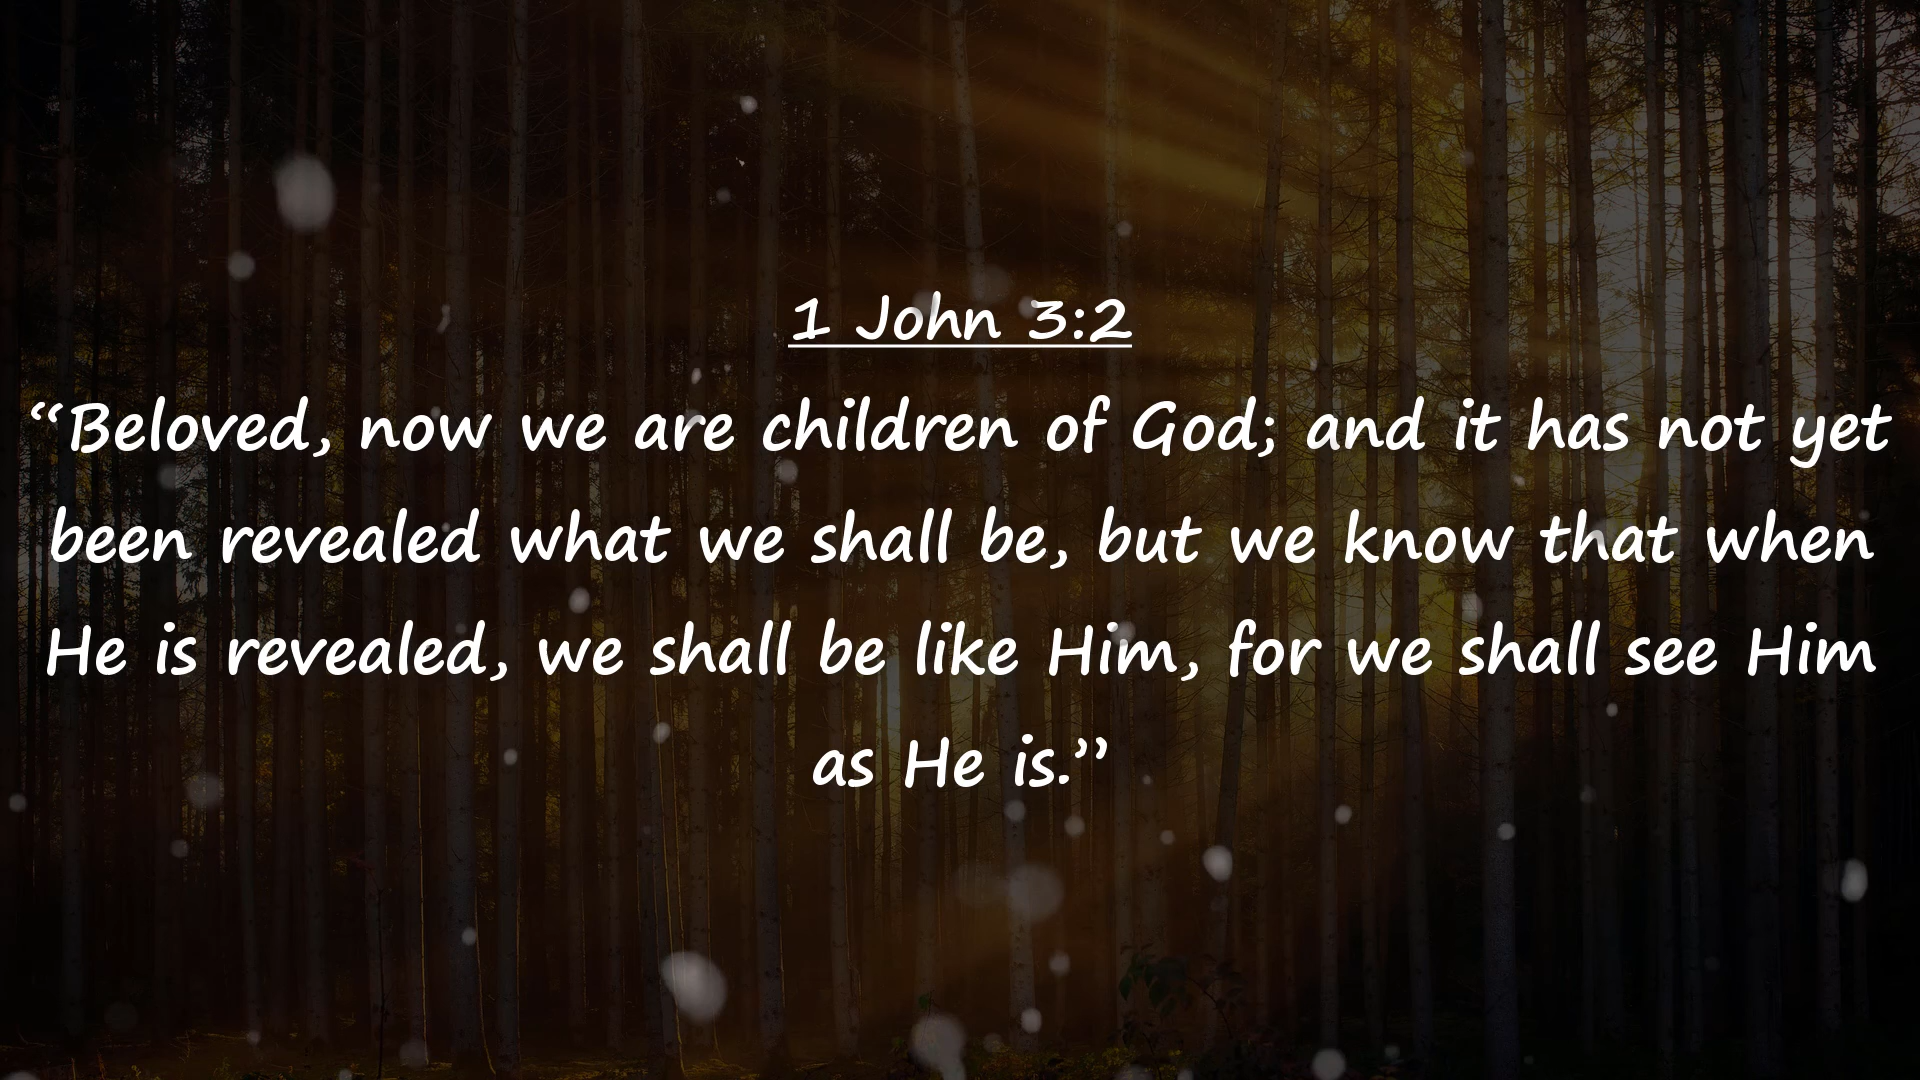 1 John 3:2
“Beloved, now we are children of God; and it has not yet
been revealed what we shall be, but we know that when
He is revealed, we shall be like Him, for we shall see Him
as He is.”